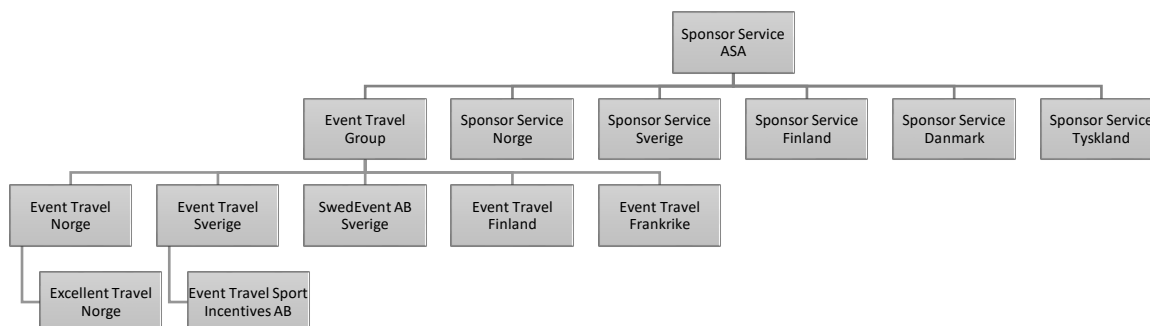 Sponsor Service
ASA
Event Travel
Group
Sponsor Service
Norge
Sponsor Service
Sverige
Sponsor Service
Finland
Sponsor Service
Danmark
Sponsor Service
Tyskland
Event Travel
Norge
Event Travel
Sverige
SwedEvent AB
Sverige
Event Travel
Finland
Event Travel
Frankrike
Excellent Travel
Norge
Event Travel Sport
Incentives AB